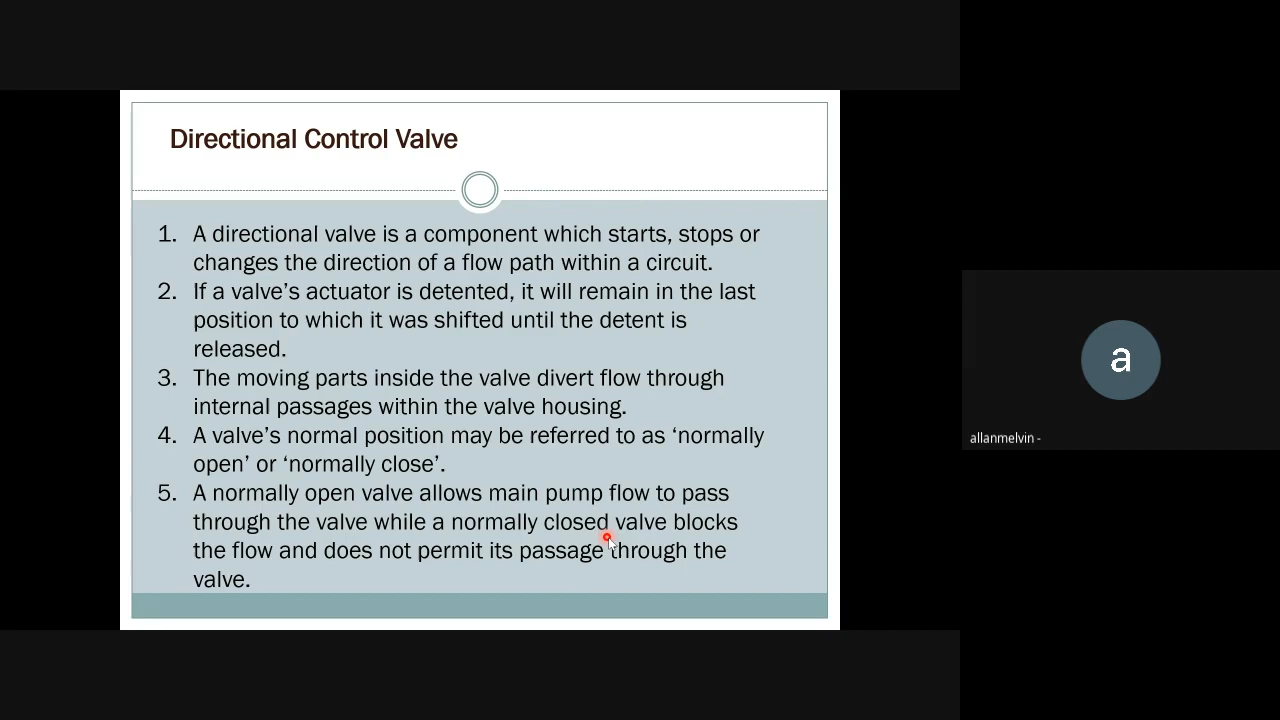 Directional Control Valve
1. A directional valve is a component which starts, stops or
changes the direction of a flow path within a circuit.
2. If a valve’s actuator is detented, it will remain in the last
position to which it was shifted until the detent is
released.
3. The moving parts inside the valve divert flow through
internal passages within the valve housing.
4. A valve’s normal position may be referred to as ‘normally
open’ or ‘normally close’.
5. A normally open valve allows main pump flow to pass
through the valve while a normally closed valve blocks
the flow and does not permit its passage through the
valve.
a
allanmelvin -